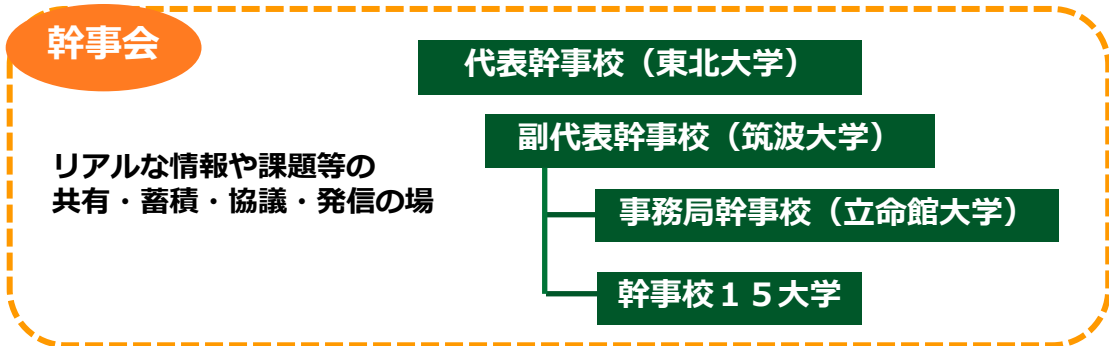 幹事会
代表幹事校（東北大学）
副代表幹事校（筑波大学）
リアルな情報や課題等の
共有・蓄積・協議・発信の場
事務局幹事校（立命館大学）
幹事校１５大学